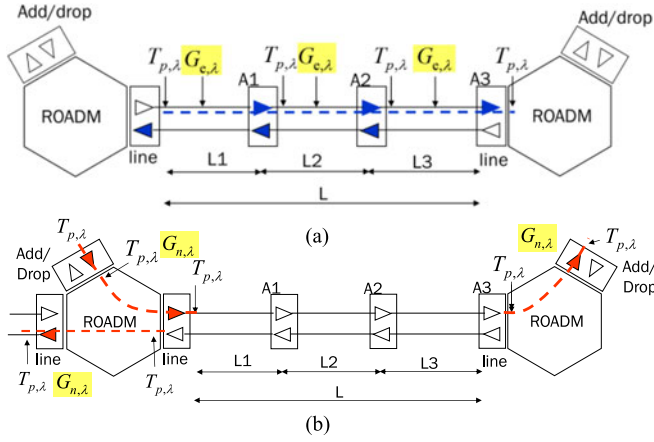 Add/drop
Add/drop
T_{p,λ} G_{e,λ} T_{p,λ} G_{e,λ} T_{p,λ} G_{e,λ} T_{p,λ}
A1 A2 A3
ROADM ROADM
line line
L1 L2 L3
L
(a)
T_{p,λ} G_{n,λ} T_{p,λ}
Add/ Drop
T_{p,λ} G_{n,λ} T_{p,λ} T_{p,λ}
Add/ Drop
A1 A2 A3
ROADM ROADM
line line line
T_{p,λ} G_{n,λ} T_{p,λ}
L1 L2 L3
L
(b)